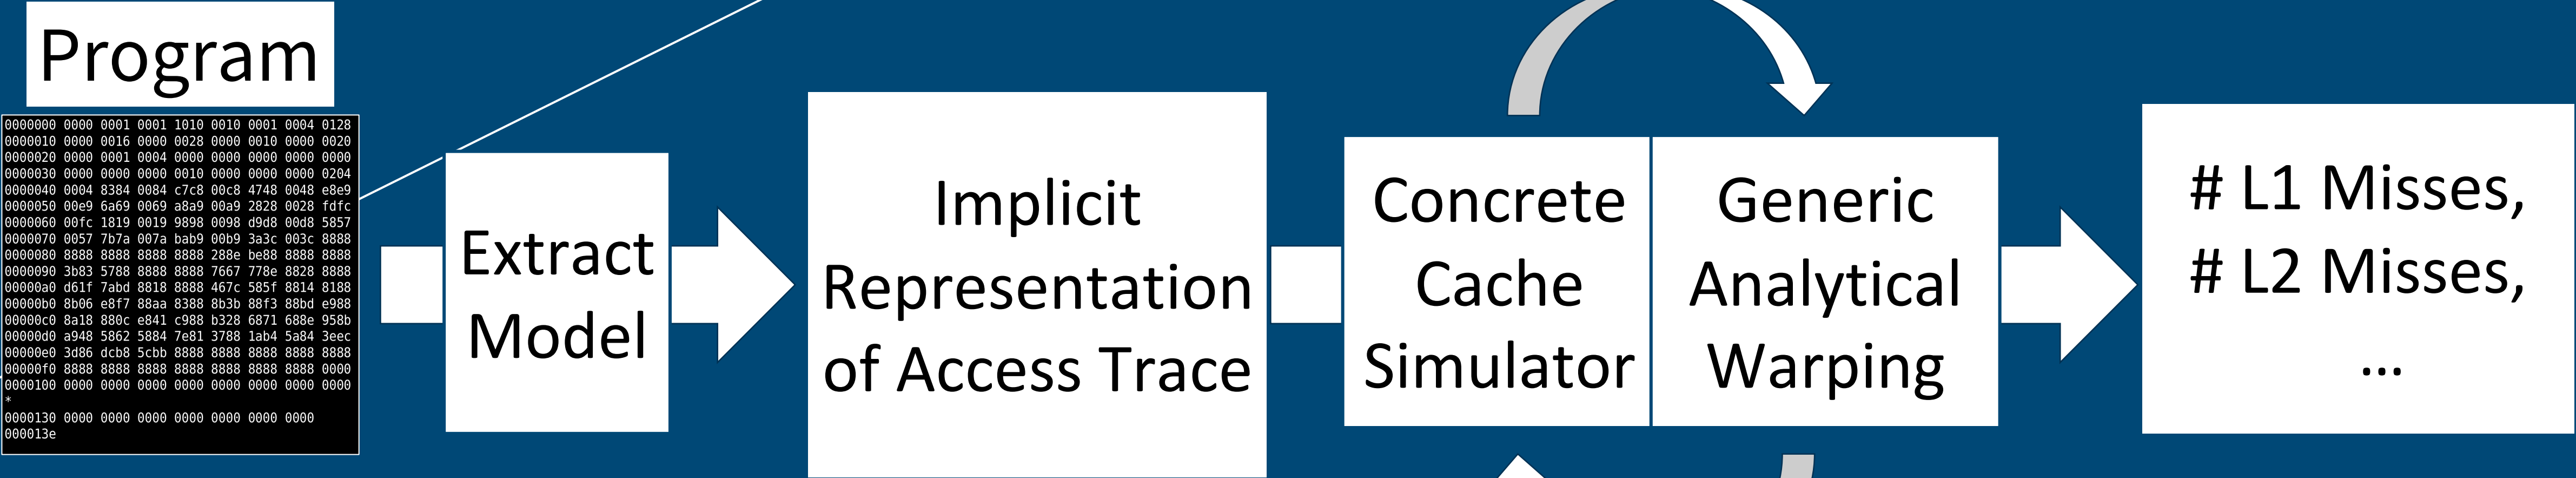 Program
0000000 0000 0001 0001 1010 0010 0001 0004 0128
0000010 0000 0016 0000 0028 0000 0010 0000 0020
0000020 0000 0001 0004 0000 0000 0000 0000 0000
0000030 0000 0000 0000 0010 0000 0000 0000 0204
0000040 0004 8384 0084 c7c8 00c8 4748 0048 e8e9
0000050 00e9 6a69 0069 a8a9 00a9 2828 0028 fdfc
0000060 00fc 1819 0019 9898 0098 d9d8 00d8 5857
0000070 0057 7b7a 007a bab9 00b9 3a3c 003c 8888
0000080 8888 8888 8888 8888 288e be88 8888 8888
0000090 3b83 5788 8888 8888 7667 778e 8828 8888
00000a0 d61f 7abd 8818 8888 467c 585f 8814 8188
00000b0 8b06 e8f7 88aa 8388 8b3b 88f3 88bd e988
00000c0 8a18 880c e841 c988 b328 6871 688e 958b
00000d0 a948 5862 5884 7e81 3788 1ab4 5a84 3eec
00000e0 3d86 dcb8 5cbb 8888 8888 8888 8888 8888
00000f0 8888 8888 8888 8888 8888 8888 8888 0000
0000100 0000 0000 0000 0000 0000 0000 0000 0000
*
0000130 0000 0000 0000 0000 0000 0000 0000
000013e
Extract
Model
Implicit
Representation
of Access Trace
Concrete
Cache
Simulator
Generic
Analytical
Warping
# L1 Misses,
# L2 Misses,
...